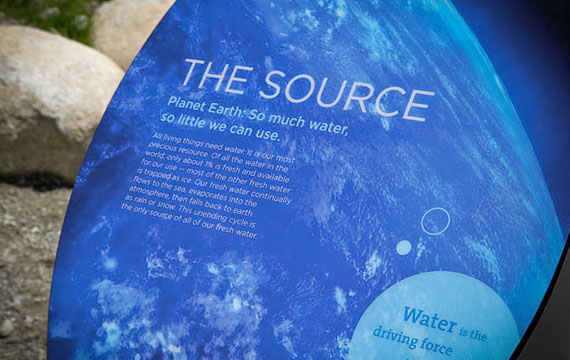 THE SOURCE
Planet Earth: So much water,
so little we can use.
All living things need water. It is our most
precious resource. Of all the water in the
world, only about 1% is fresh and available
for our use — most of the other fresh water
is trapped as ice. Our fresh water continually
flows to the sea, evaporates into the
atmosphere, then falls back to earth
as rain or snow. This unending cycle is
the only source of all of our fresh water.
Water is the
driving force